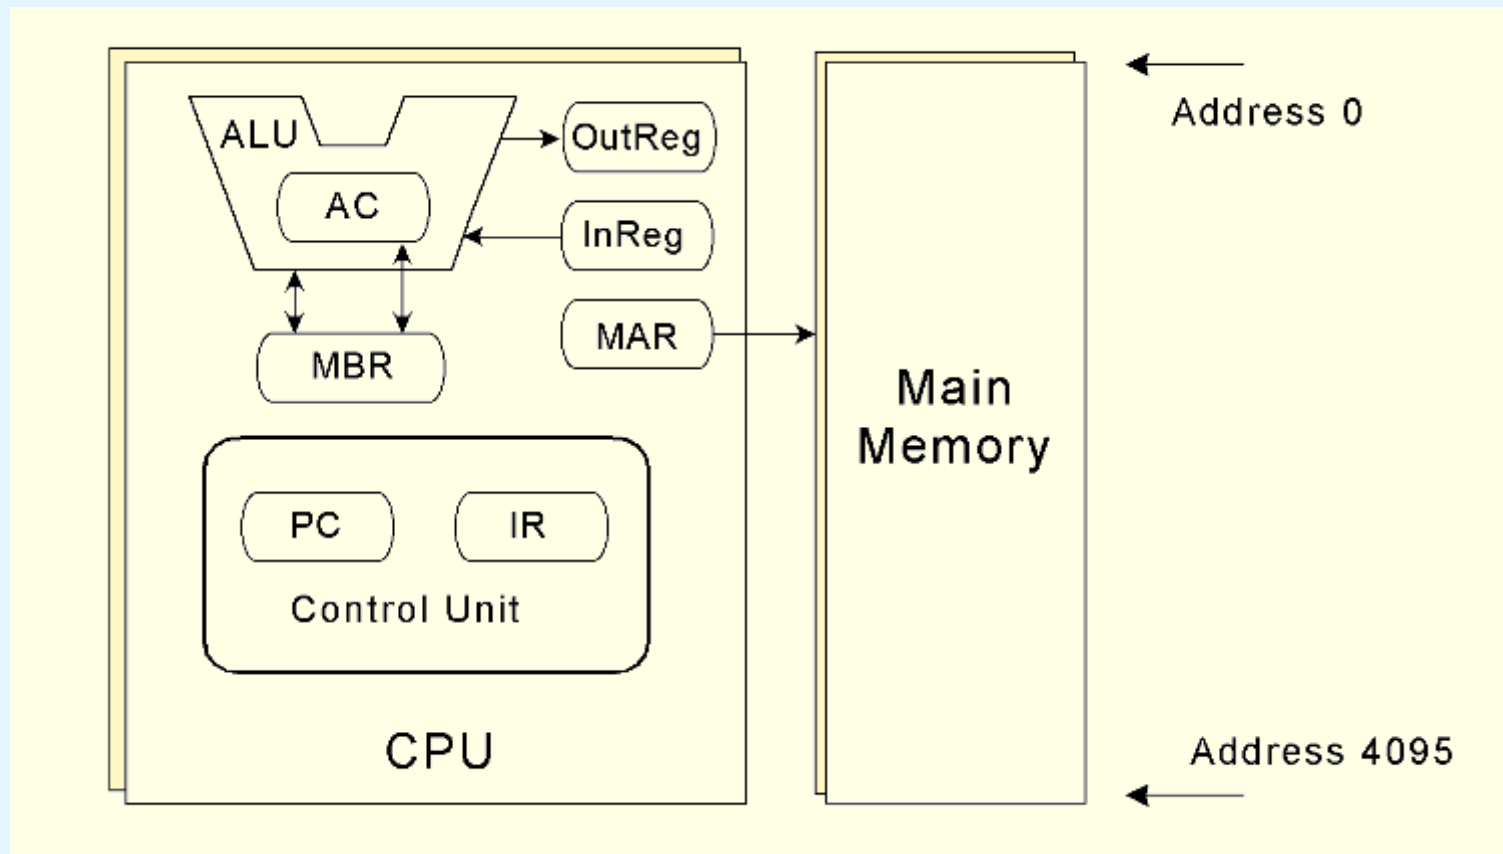 ALU
OutReg
AC
InReg
MBR
MAR
PC
IR
Control Unit
CPU
Main
Memory
Address 0
Address 4095